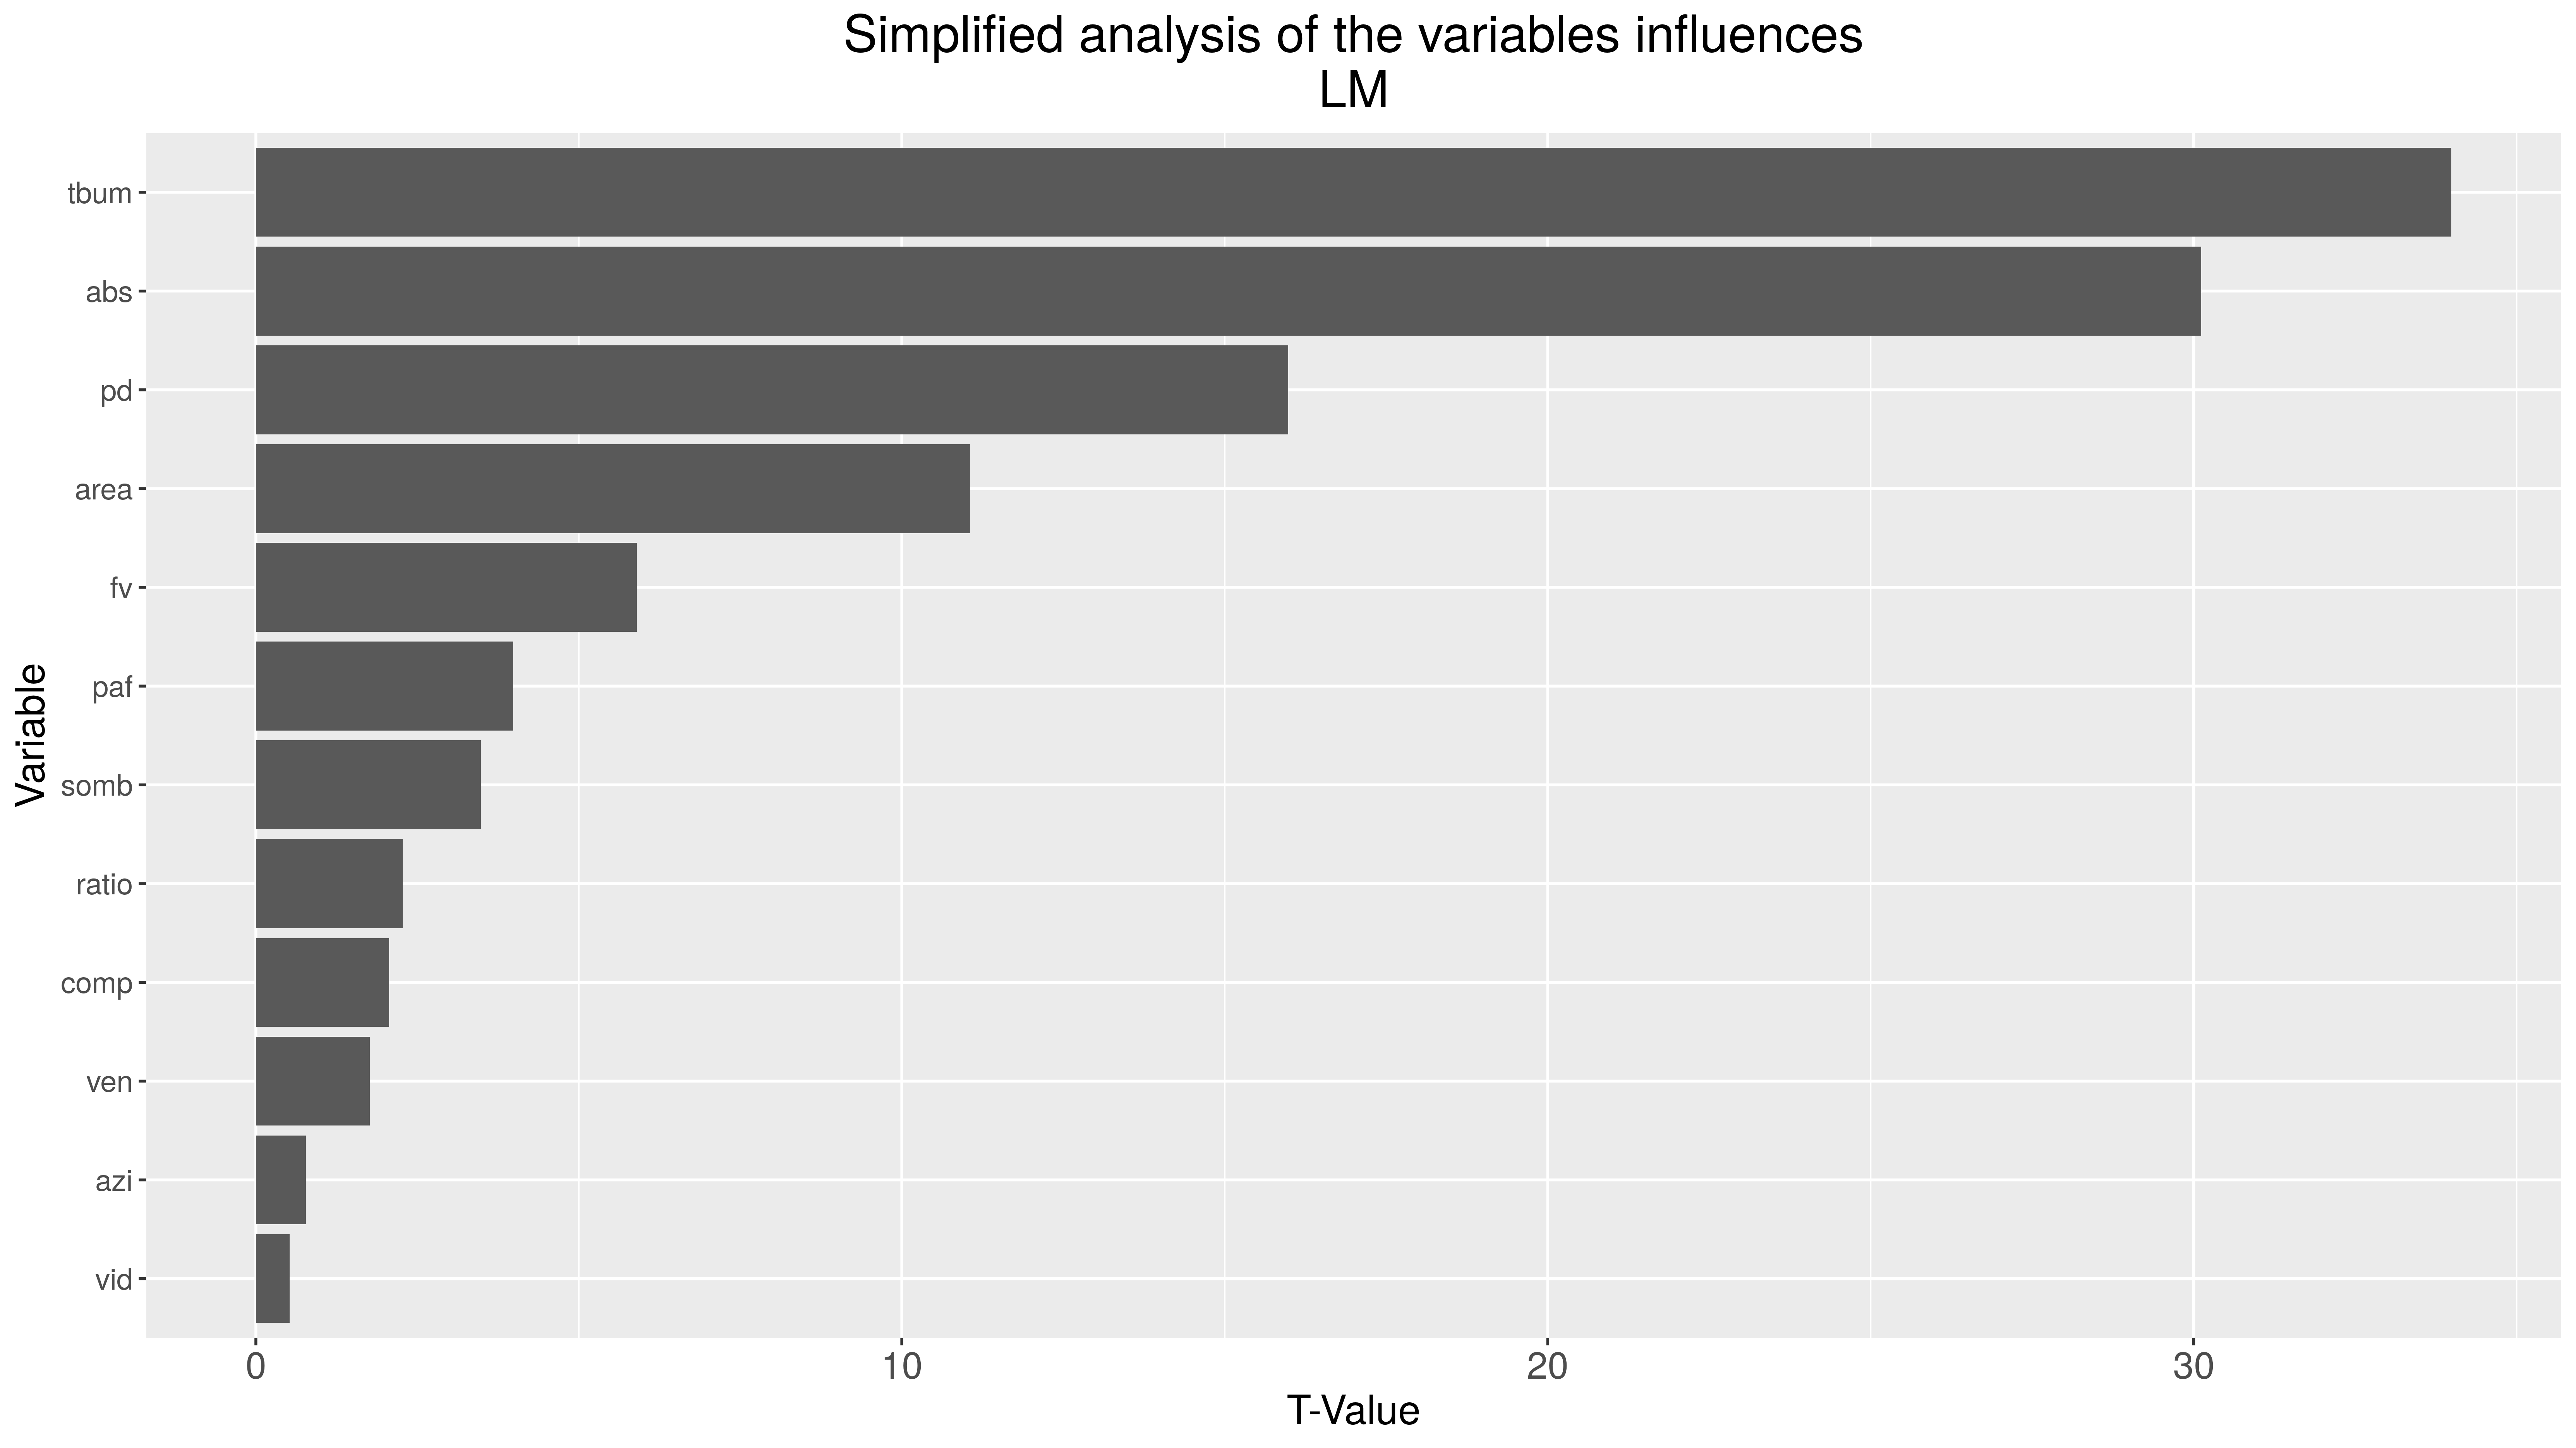 Simplified analysis of the variables influences
LM
Variable
tbum
abs
pd
area
fv
paf
somb
ratio
comp
ven
azi
vid
0 10 20 30
T-Value